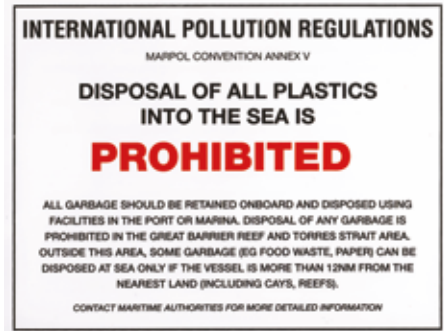 INTERNATIONAL POLLUTION REGULATIONS
MARPOL CONVENTION ANNEX V
DISPOSAL OF ALL PLASTICS
INTO THE SEA IS
PROHIBITED
ALL GARBAGE SHOULD BE RETAINED ONBOARD AND DISPOSED USING
FACILITIES IN THE PORT OR MARINA. DISPOSAL OF ANY GARBAGE IS
PROHIBITED IN THE GREAT BARRIER REEF AND TORRES STRAIT AREA.
OUTSIDE THIS AREA, SOME GARBAGE (EG FOOD WASTE, PAPER) CAN BE
DISPOSED AT SEA ONLY IF THE VESSEL IS MORE THAN 12NM FROM THE
NEAREST LAND (INCLUDING CAYS, REEFS).
CONTACT MARITIME AUTHORITIES FOR MORE DETAILED INFORMATION